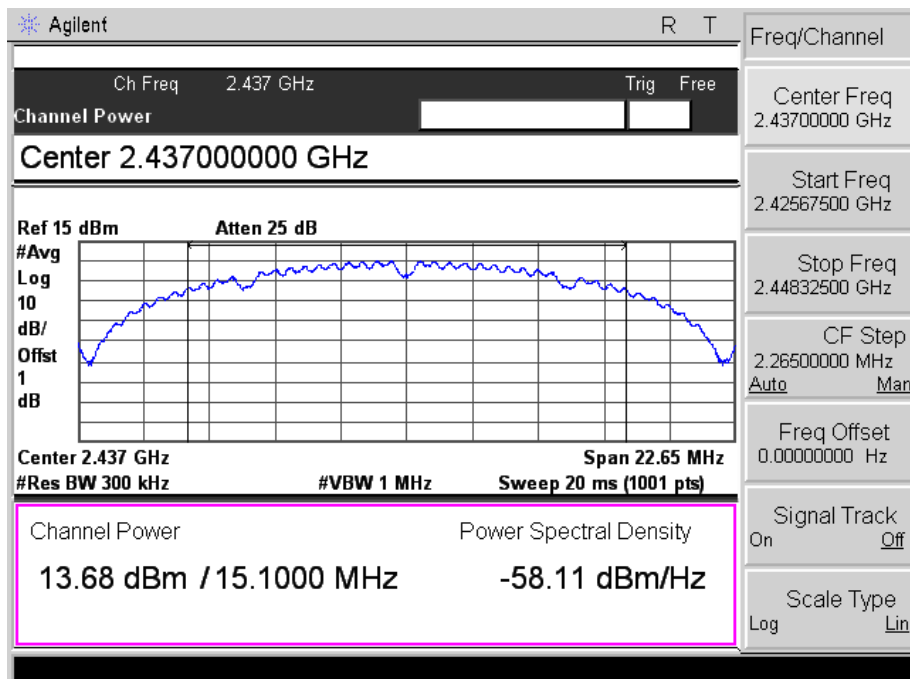 Agilent R T
Freq/Channel
Ch Freq 2.437 GHz Trig Free
Channel Power
Center 2.437000000 GHz
Ref 15 dBm Atten 25 dB
#Avg
Log
10
dB/
Offst
1
dB
Center 2.437 GHz Span 22.65 MHz
#Res BW 300 kHz #VBW 1 MHz Sweep 20 ms (1001 pts)
Channel Power Power Spectral Density
13.68 dBm / 15.1000 MHz -58.11 dBm/Hz
Center Freq
2.43700000 GHz
Start Freq
2.42567500 GHz
Stop Freq
2.44832500 GHz
CF Step
2.26500000 MHz
Auto Man
Freq Offset
0.00000000 Hz
Signal Track
On Off
Scale Type
Log Lin